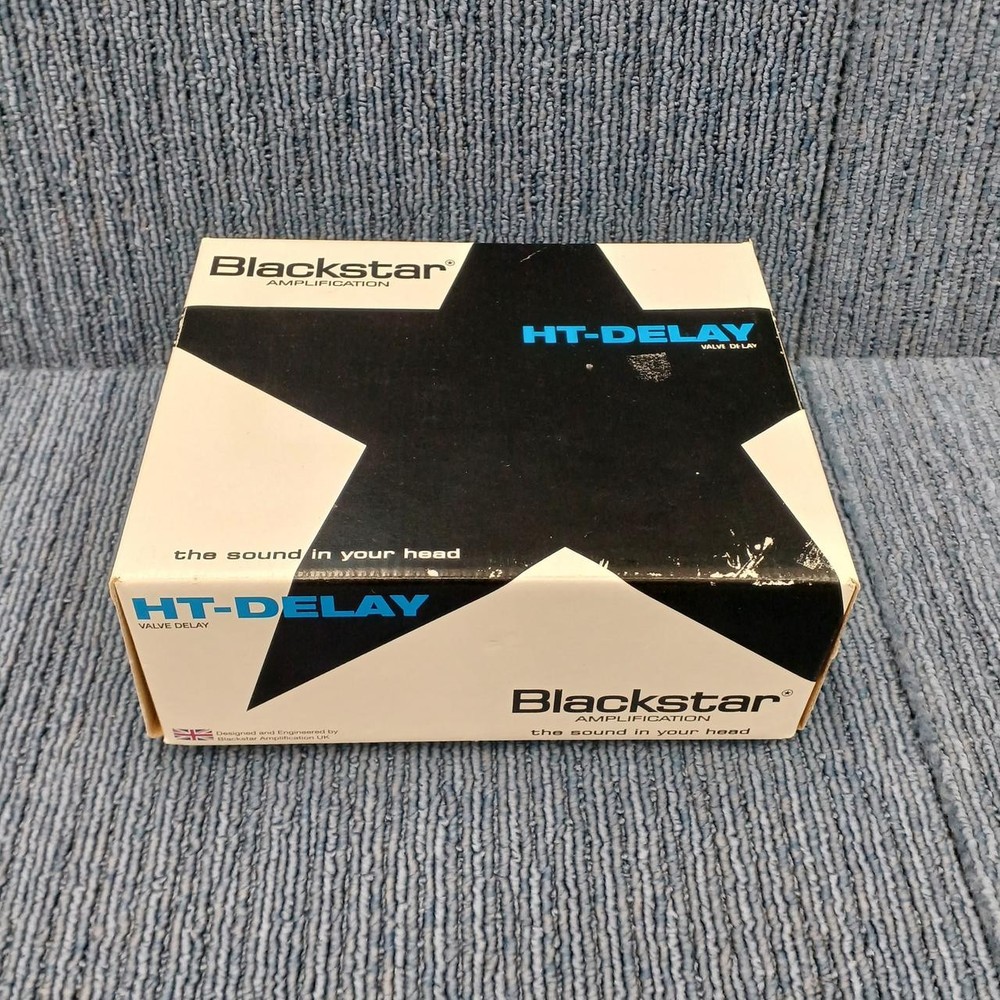 Blackstar
AMPLIFICATION
HT-DELAY
VALVE DELAY
the sound in your head
HT-DELAY
VALVE DELAY
Blackstar
AMPLIFICATION
the sound in your head
Designed and Engineered by
Blackstar Amplification UK